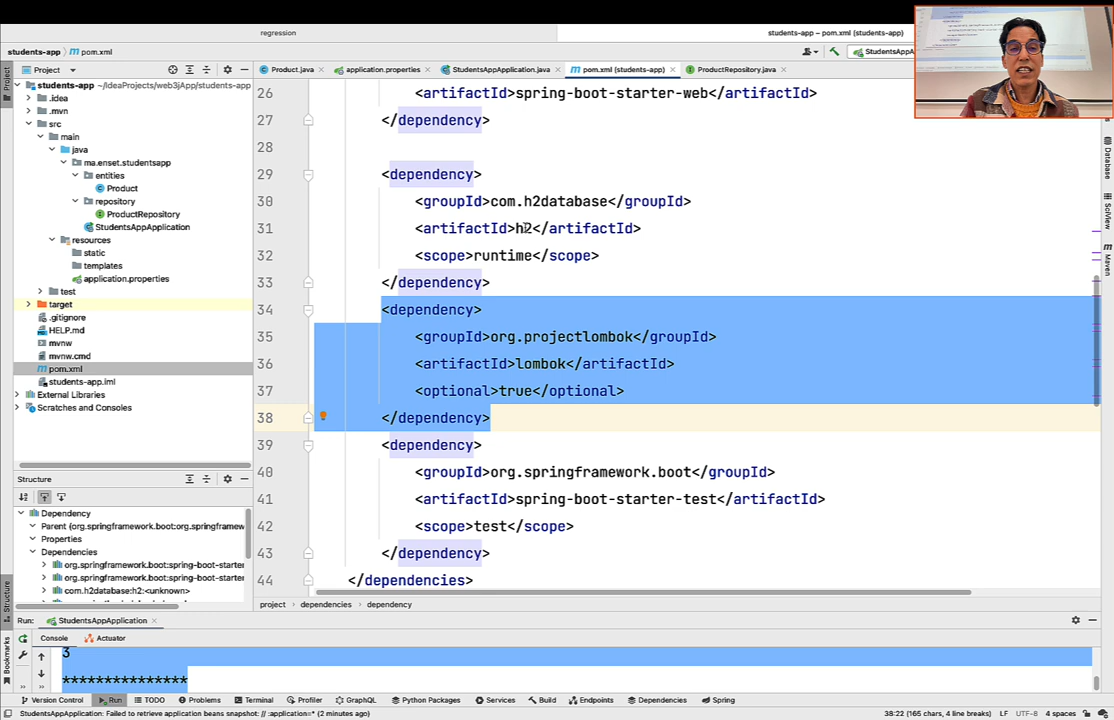 regression
students-app – pom.xml (students-app)
students-app
pom.xml
StudentsApp
Project
Product.java
application.properties
StudentsAppApplication.java
pom.xml (students-app)
ProductRepository.java
Project
students-app ~/IdeaProjects/web3jApp/students-app
.idea
.mvn
src
main
java
ma.enset.studentsapp
entities
Product
repository
ProductRepository
StudentsAppApplication
resources
static
templates
application.properties
test
target
.gitignore
HELP.md
mvnw
mvnw.cmd
pom.xml
students-app.iml
External Libraries
Scratches and Consoles
26 <artifactId>spring-boot-starter-web</artifactId>
27 </dependency>
28
29 <dependency>
30 <groupId>com.h2database</groupId>
31 <artifactId>h2</artifactId>
32 <scope>runtime</scope>
33 </dependency>
34 <dependency>
35 <groupId>org.projectlombok</groupId>
36 <artifactId>lombok</artifactId>
37 <optional>true</optional>
38 </dependency>
39 <dependency>
40 <groupId>org.springframework.boot</groupId>
41 <artifactId>spring-boot-starter-test</artifactId>
42 <scope>test</scope>
43 </dependency>
44 </dependencies>
Database
SciView
Maven
Structure
Dependency
Parent (org.springframework.boot:org.springframew
Properties
Dependencies
org.springframework.boot:spring-boot-starter
org.springframework.boot:spring-boot-starter
com.h2database:h2:<unknown>
project
dependencies
dependency
Structure
Bookmarks
Run:
StudentsAppApplication
Console
Actuator
3
***************
Version Control
Run
TODO
Problems
Terminal
Profiler
GraphQL
Python Packages
Services
Build
Endpoints
Dependencies
Spring
StudentsAppApplication: Failed to retrieve application beans snapshot: // :application=* (2 minutes ago)
38:22 (165 chars, 4 line breaks)
LF
UTF-8
4 spaces